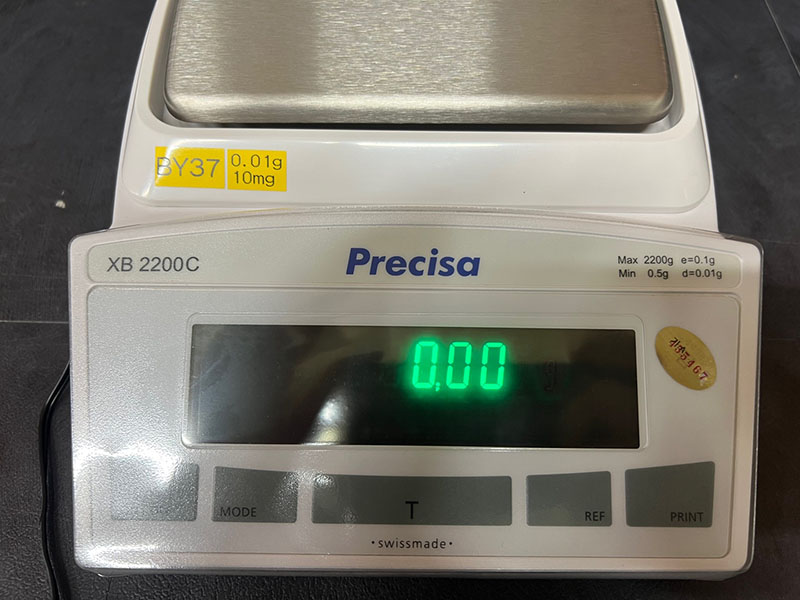 BY37
0.01g
10mg
XB 2200C
Precisa
Max 2200g e=0.1g
Min 0.5g d=0.01g
0.00
MODE
T
REF
PRINT
•swissmade•